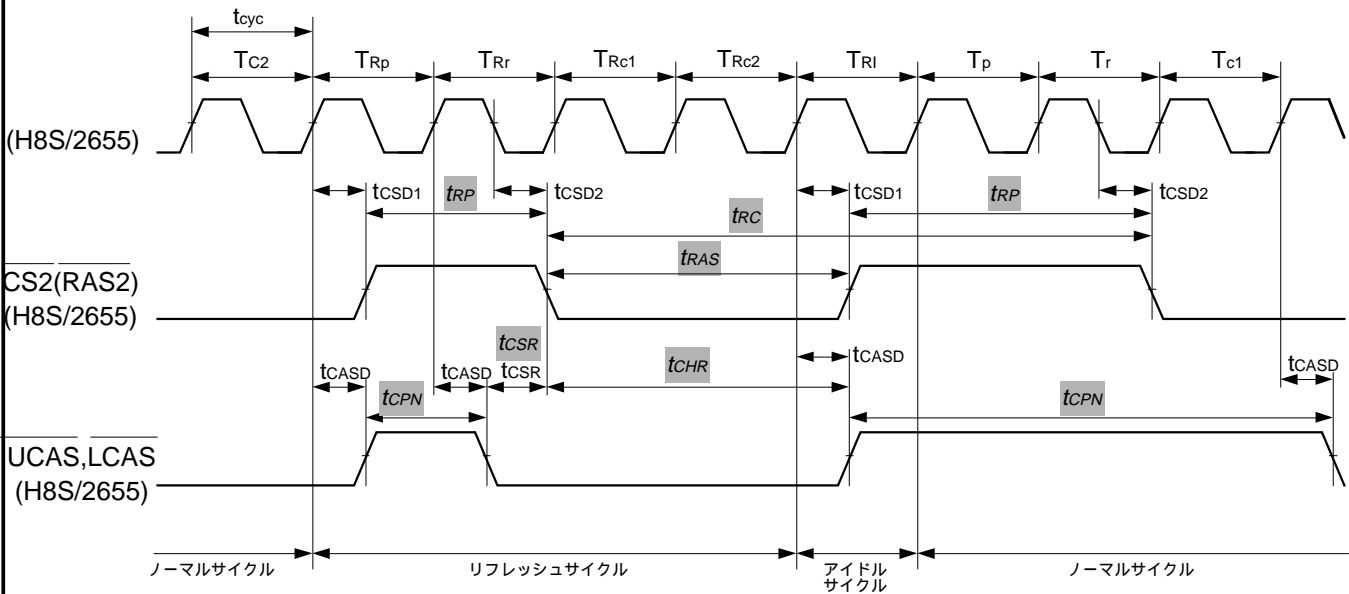 tcyc
TC2 TRp TRr TRc1 TRc2 TRI Tp Tr Tc1
(H8S/2655)
tCSD1 tRP tCSD2 tCSD1 tRP tCSD2
tRC
tRAS
CS2(RAS2)
(H8S/2655)
tCSR
tCASD tCASD tCSR tCHR tCASD tCASD
tCPN tCPN
UCAS,LCAS
(H8S/2655)
ノーマルサイクル リフレッシュサイクル アイドル ノーマルサイクル
サイクル